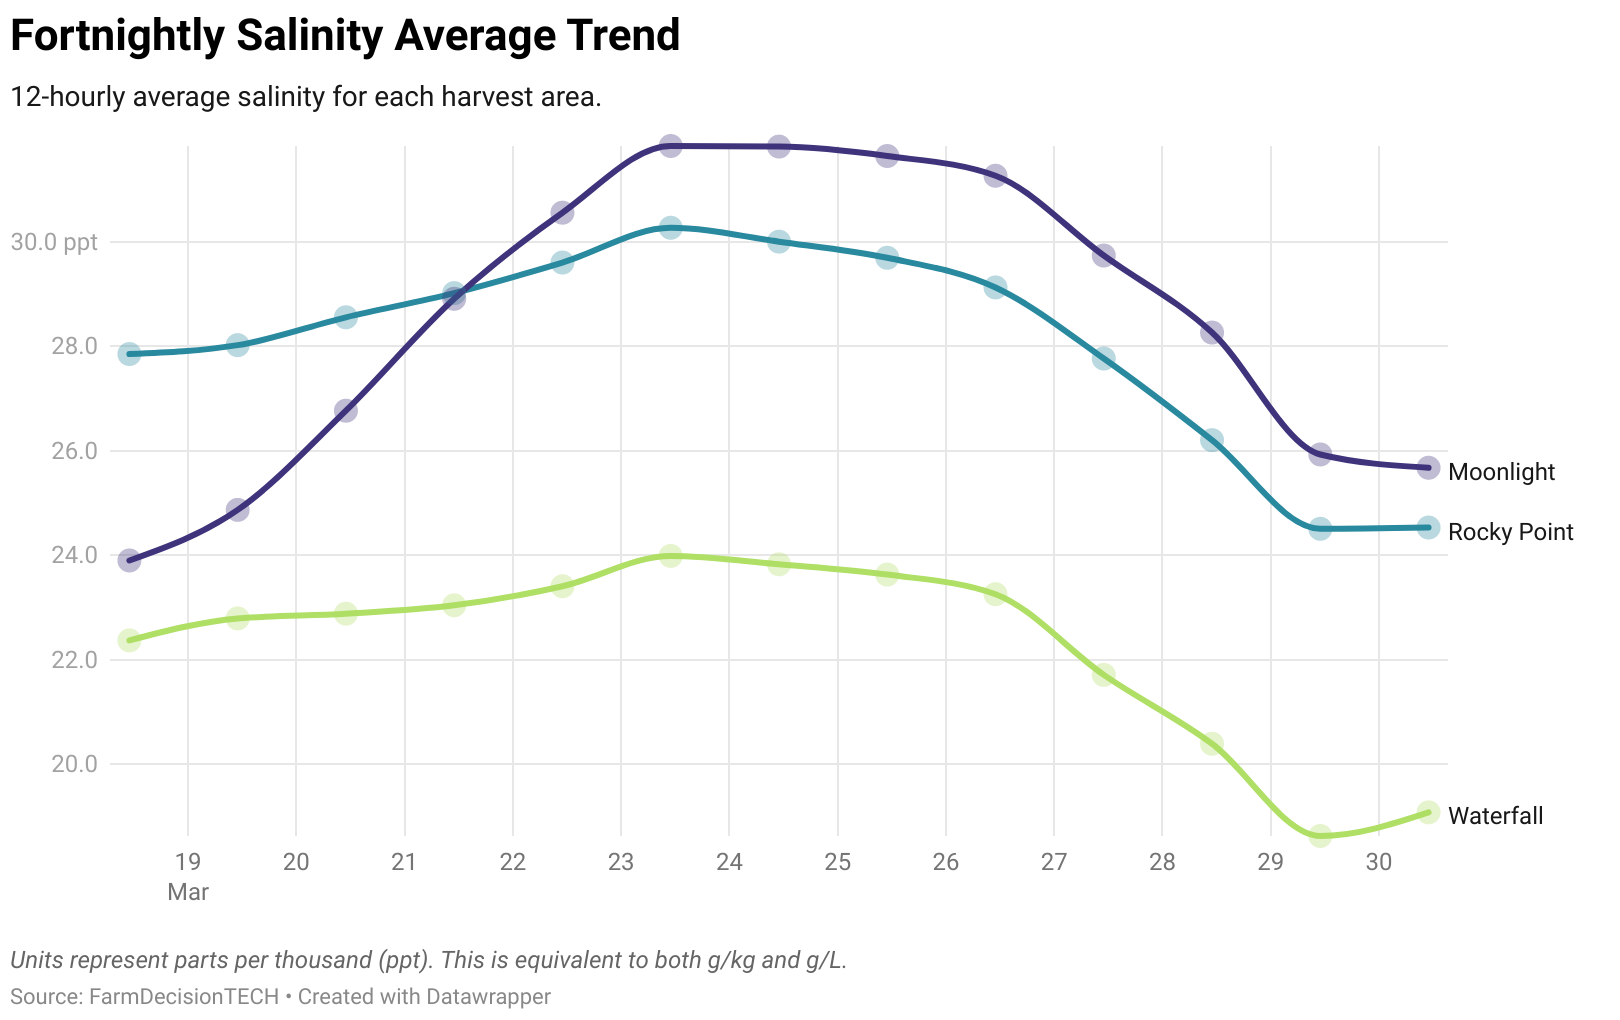 Fortnightly Salinity Average Trend
12-hourly average salinity for each harvest area.
30.0 ppt
28.0
26.0
24.0
22.0
20.0
Moonlight
Rocky Point
Waterfall
19 20 21 22 23 24 25 26 27 28 29 30
Mar
Units represent parts per thousand (ppt). This is equivalent to both g/kg and g/L.
Source: FarmDecisionTECH • Created with Datawrapper